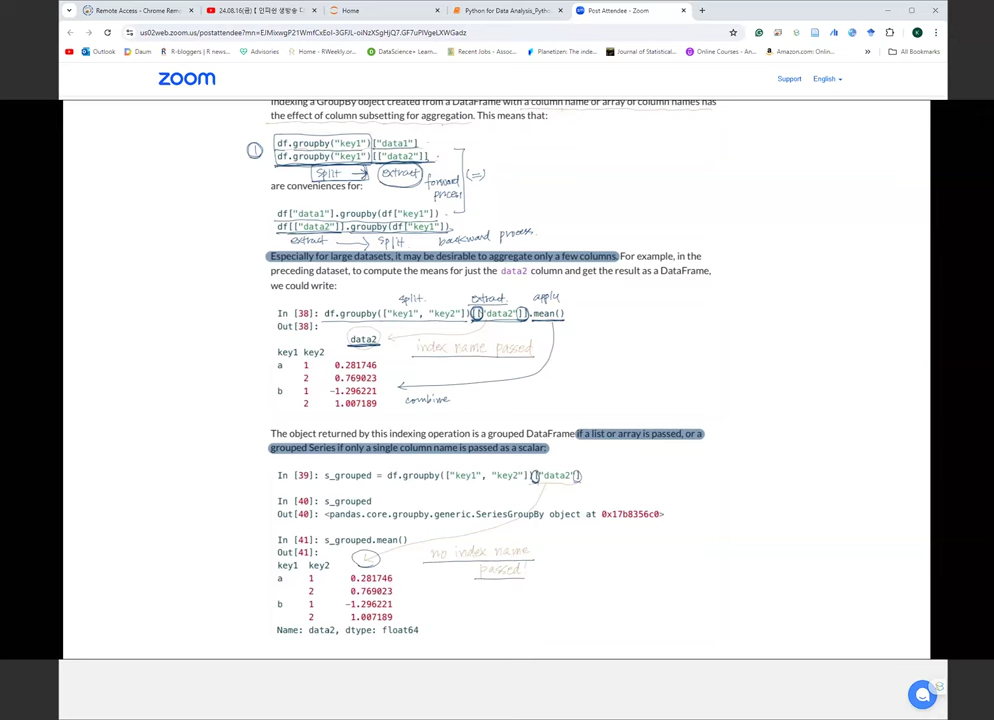 Remote Access - Chrome Remo
24.08.16(금) 【 인파쉰 생방송 다
Home
Python for Data Analysis_Pyth
Post Attendee - Zoom
us02web.zoom.us/postattendee?mn=
Outlook
Daum
R-bloggers | R news...
Advisories
Home - RWeekly.or...
DataScience+ Learn...
Recent Jobs - Assoc...
Planetizen: The inde...
Journal of Statistical...
Online Courses - An...
Amazon.com: Onlin...
»
All Bookmarks
zoom
Support
English
Indexing a GroupBy object created from a DataFrame with a column name or array of column names has
the effect of column subsetting for aggregation. This means that:
①
df.groupby("key1")["data1"]
df.groupby("key1")[["data2"]]
split → extract
forward
process
(=)
are conveniences for:
df["data1"].groupby(df["key1"])
df[["data2"]].groupby(df["key1"])
extract → split
backward process.
Especially for large datasets, it may be desirable to aggregate only a few columns. For example, in the
preceding dataset, to compute the means for just the data2 column and get the result as a DataFrame,
we could write:
split. extract. apply
In [38]: df.groupby(["key1", "key2"])[["data2"]].mean()
Out[38]:
data2
index name passed
key1 key2
a 1 0.281746
2 0.769023
b 1 -1.296221
2 1.007189
combine
The object returned by this indexing operation is a grouped DataFrame if a list or array is passed, or a
grouped Series if only a single column name is passed as a scalar:
In [39]: s_grouped = df.groupby(["key1", "key2"])["data2"]
In [40]: s_grouped
Out[40]: <pandas.core.groupby.generic.SeriesGroupBy object at 0x17b8356c0>
In [41]: s_grouped.mean()
Out[41]:
no index name
passed
key1 key2
a 1 0.281746
2 0.769023
b 1 -1.296221
2 1.007189
Name: data2, dtype: float64